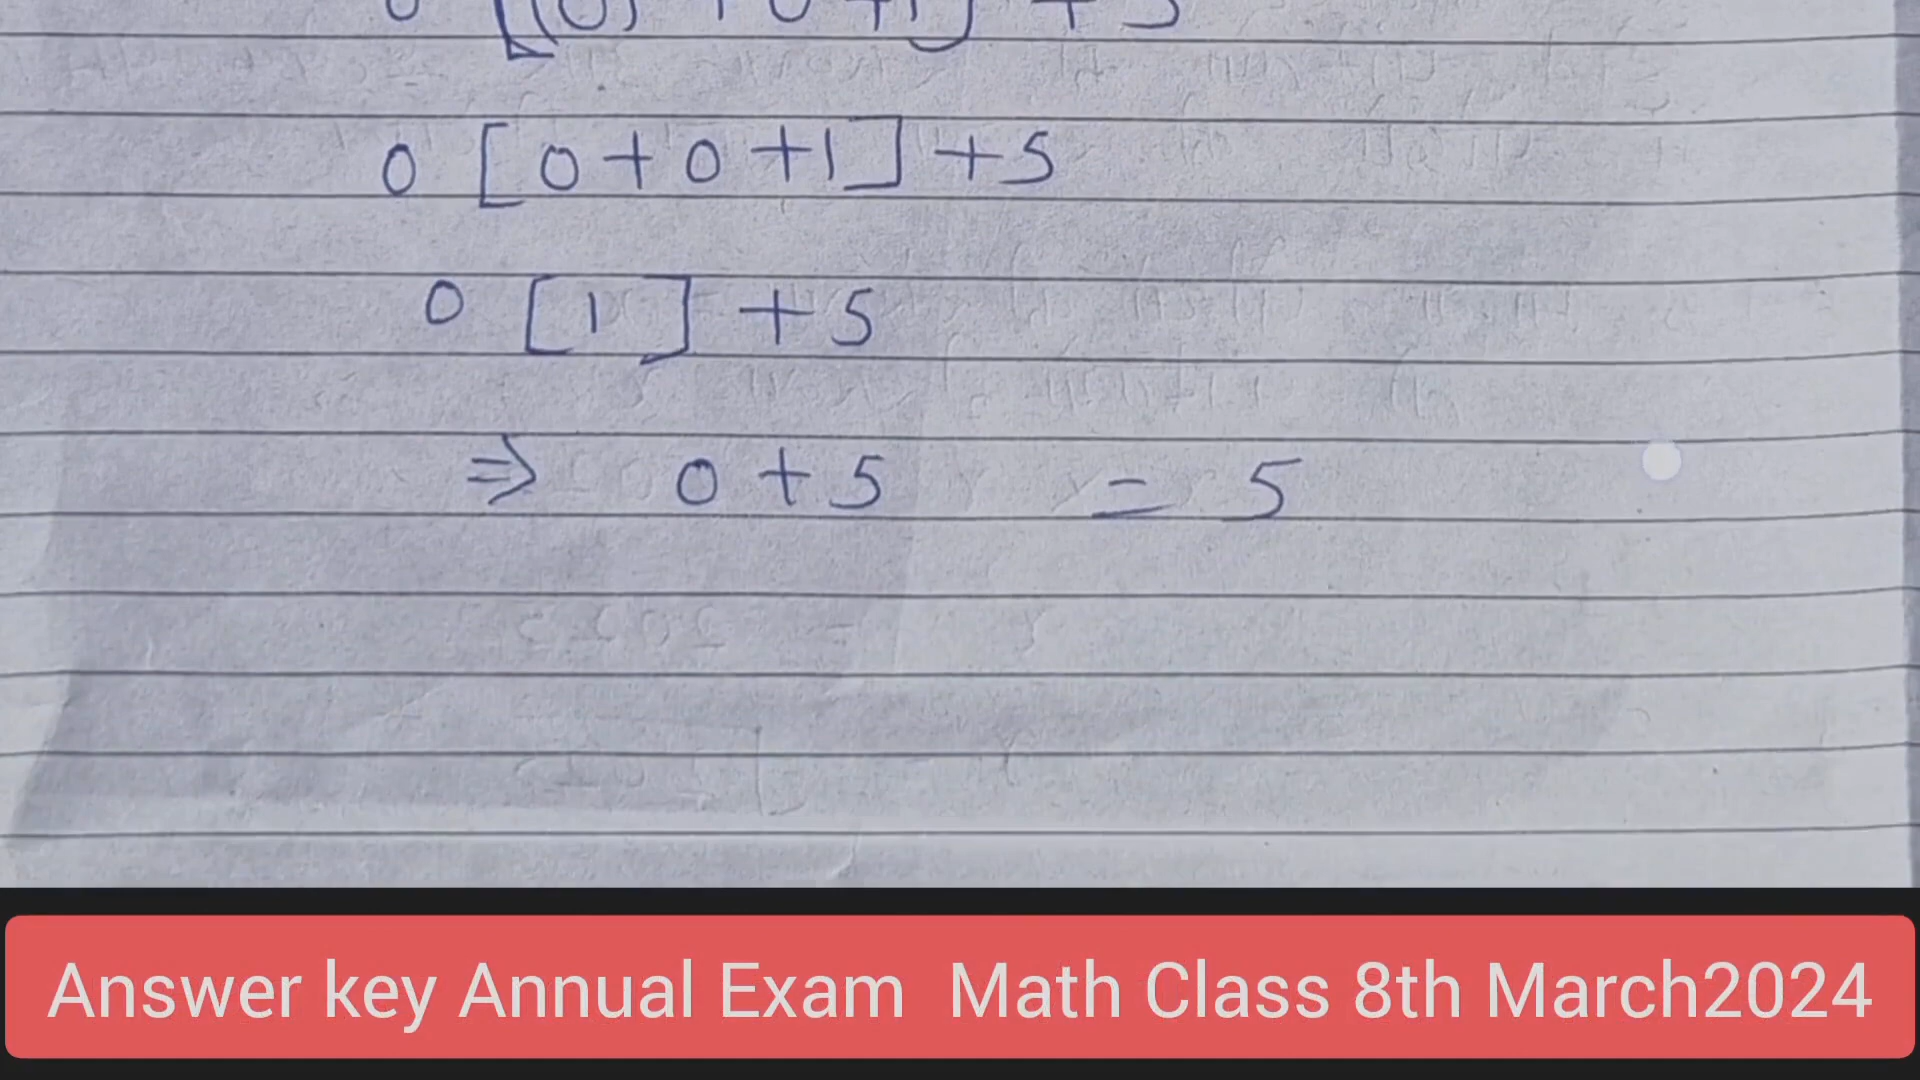 0 [0+0+1]+5
0 [1]+5
⇒ 0+5 = 5
Answer key Annual Exam Math Class 8th March2024